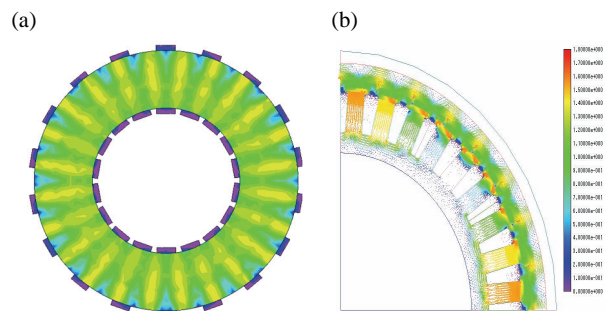 (a)
(b)
1.80000e+000
1.70000e+000
1.60000e+000
1.50000e+000
1.40000e+000
1.30000e+000
1.20000e+000
1.10000e+000
1.00000e+000
9.00000e-001
8.00000e-001
7.00000e-001
6.00000e-001
5.00000e-001
4.00000e-001
3.00000e-001
2.00000e-001
1.00000e-001
0.00000e+000